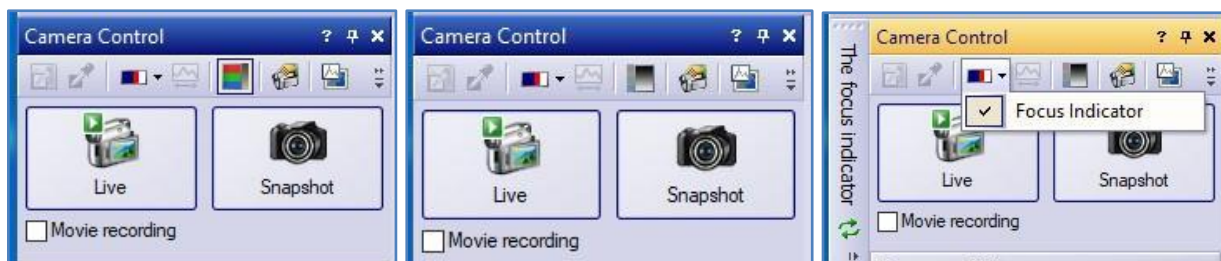 Camera Control
Live
Snapshot
Movie recording
Camera Control
Live
Snapshot
Movie recording
The focus indicator
Camera Control
Focus Indicator
Live
Snapshot
Movie recording